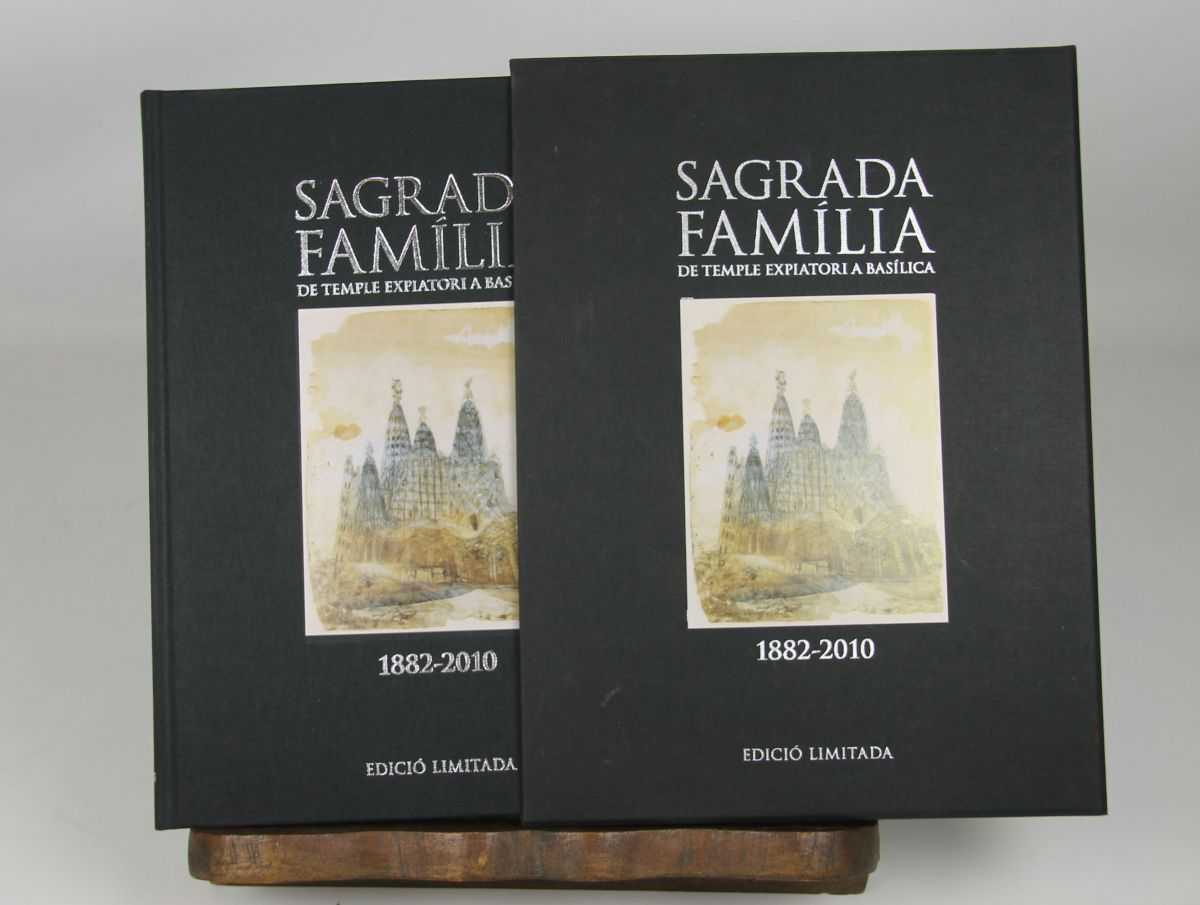 SAGRADA
FAMÍLI
DE TEMPLE EXPIATORI A BAS
1882-2010
EDICIÓ LIMITADA
SAGRADA
FAMÍLIA
DE TEMPLE EXPIATORI A BASÍLICA
1882-2010
EDICIÓ LIMITADA